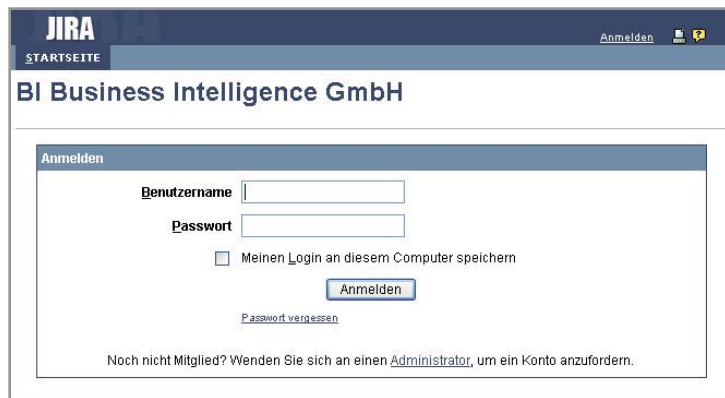 JIRA
Anmelden
STARTSEITE
BI Business Intelligence GmbH
Anmelden
Benutzername
Passwort
Meinen Login an diesem Computer speichern
Anmelden
Passwort vergessen
Noch nicht Mitglied? Wenden Sie sich an einen Administrator, um ein Konto anzufordern.